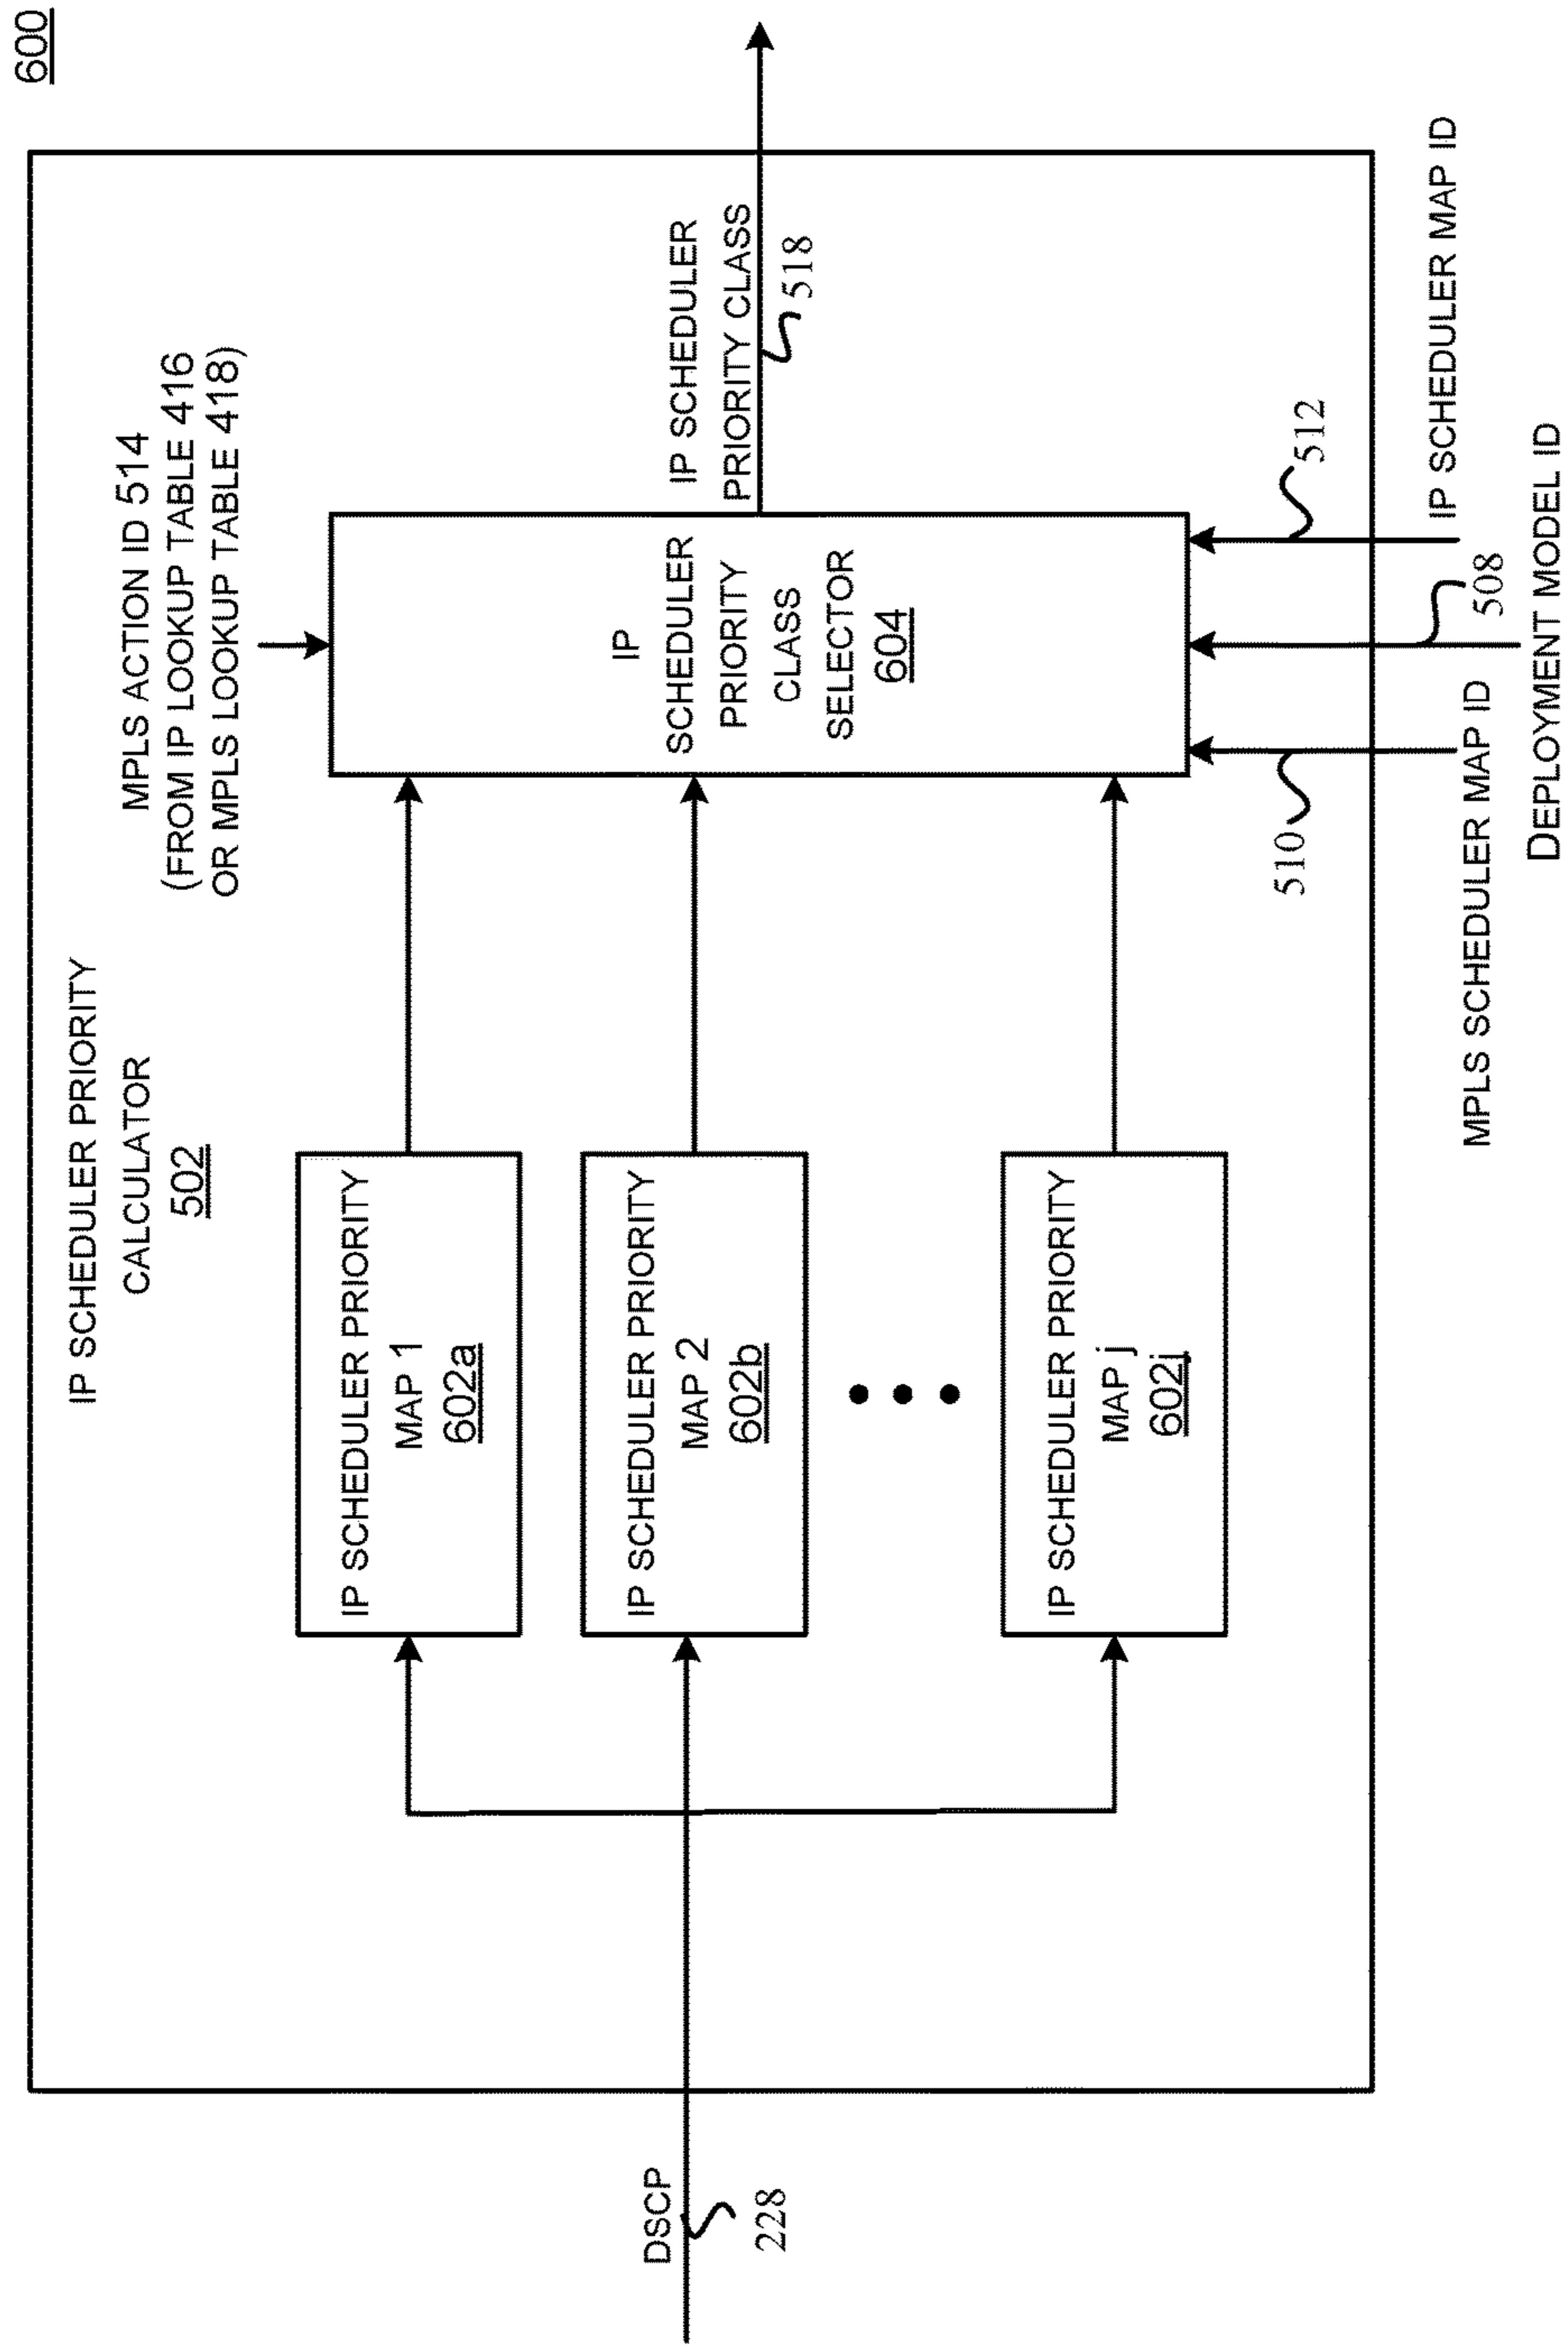 600
IP SCHEDULER PRIORITY
CALCULATOR
502
MPLS ACTION ID 514
(FROM IP LOOKUP TABLE 416
OR MPLS LOOKUP TABLE 418)
IP SCHEDULER PRIORITY
MAP 1
602a
IP SCHEDULER PRIORITY
MAP 2
602b
IP SCHEDULER PRIORITY
MAP j
602j
IP
SCHEDULER
PRIORITY
CLASS
SELECTOR
604
IP SCHEDULER
PRIORITY CLASS
518
DSCP
228
510
508
512
MPLS SCHEDULER MAP ID
DEPLOYMENT MODEL ID
IP SCHEDULER MAP ID